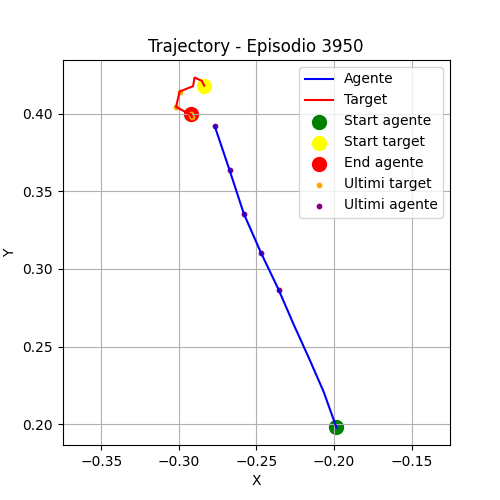 Trajectory - Episodio 3950
Agente
Target
Start agente
Start target
End agente
Ultimi target
Ultimi agente
Y
0.40
0.35
0.30
0.25
0.20
−0.35
−0.30
−0.25
−0.20
−0.15
X